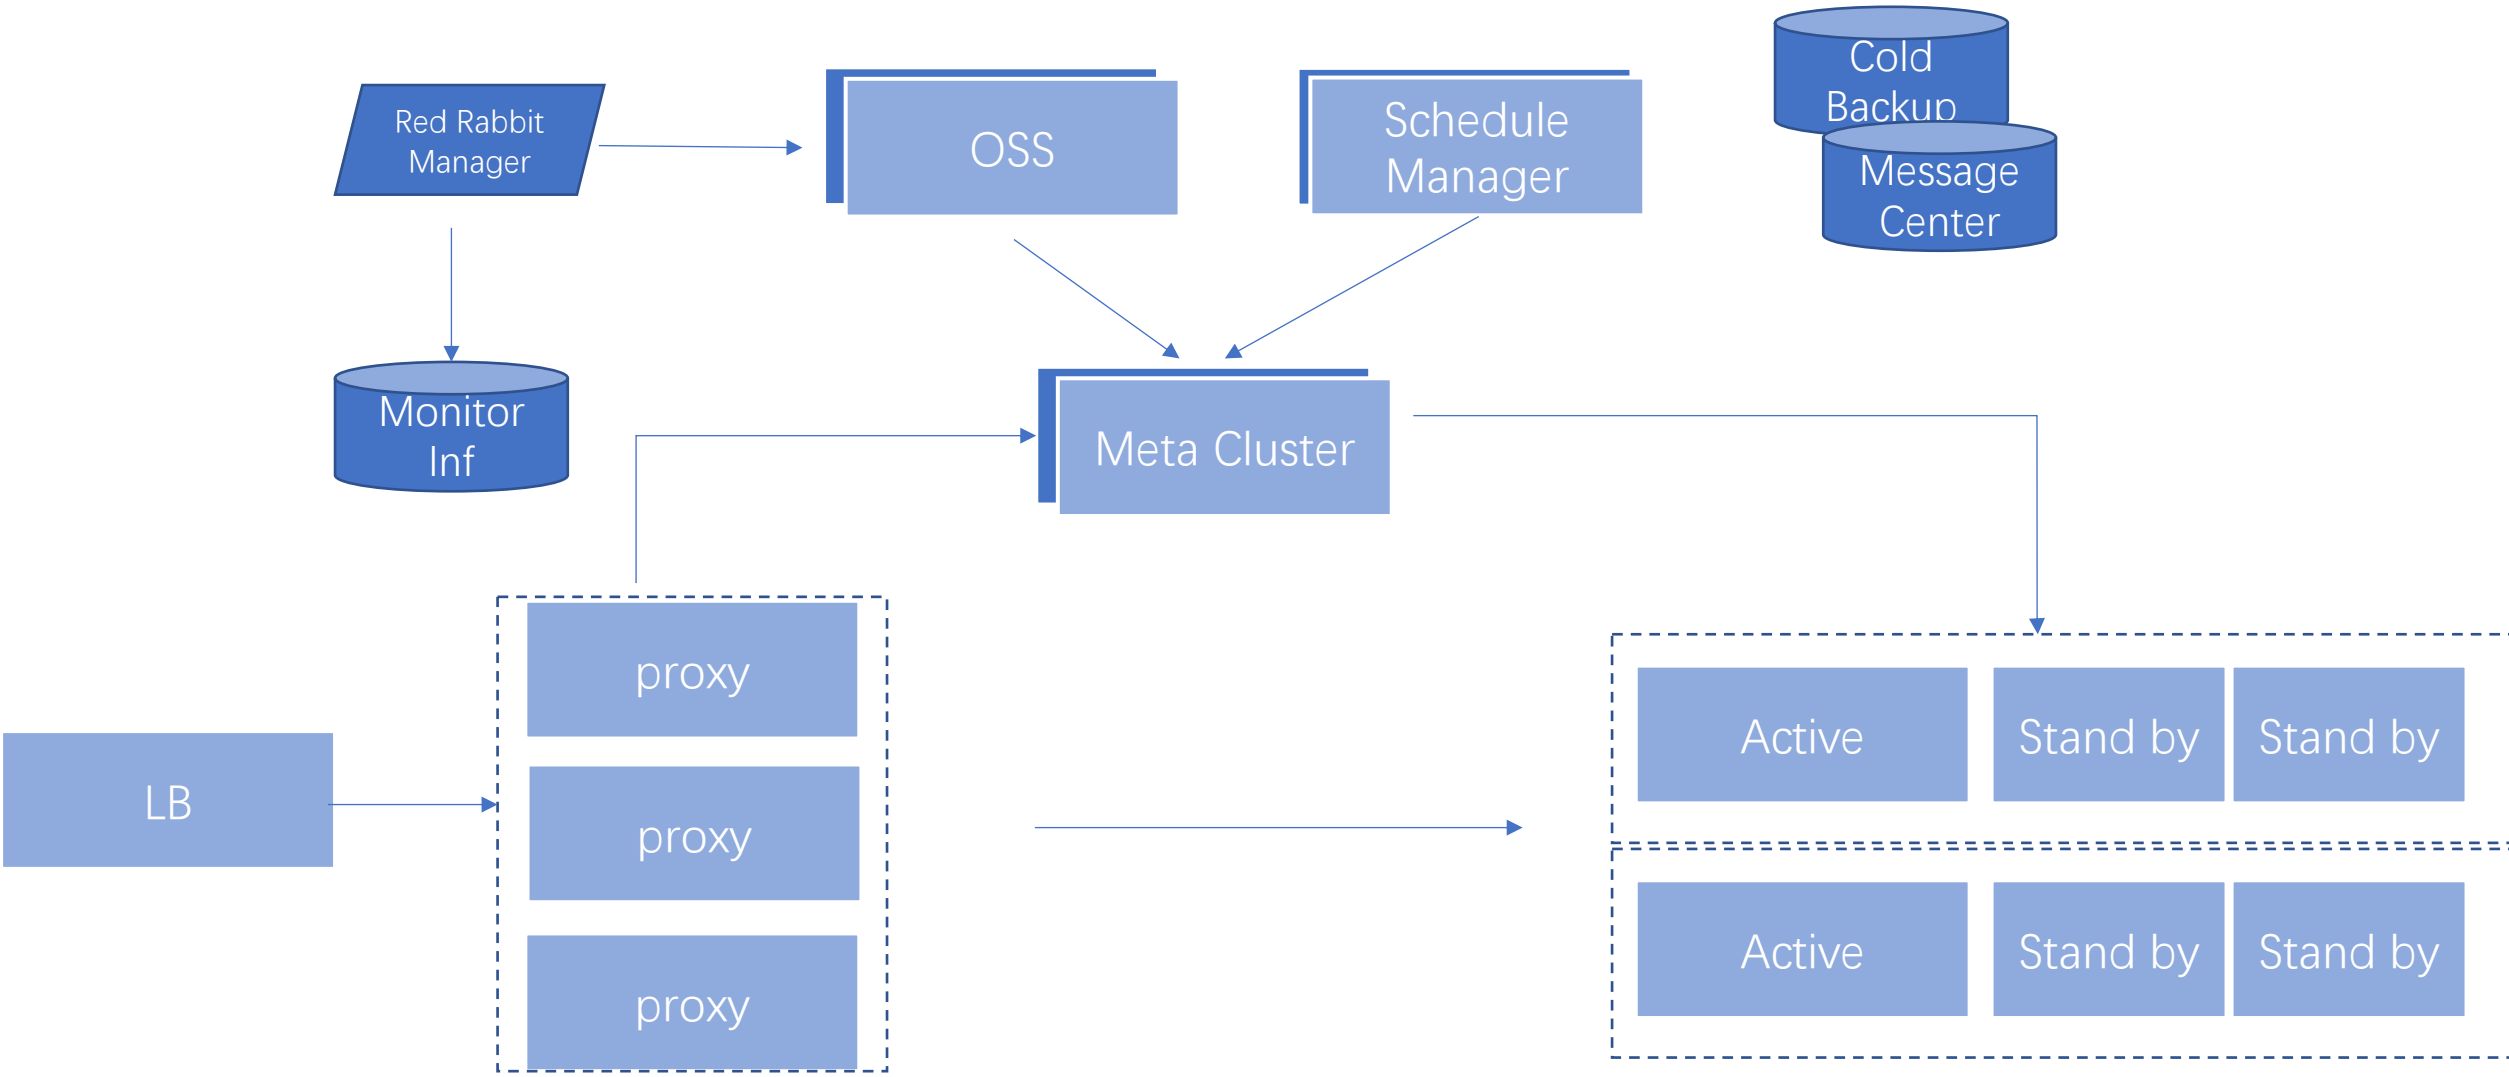 Red Rabbit
Manager
OSS
Schedule
Manager
Cold
Backup
Message
Center
Monitor
Inf
Meta Cluster
proxy
proxy
proxy
LB
Active
Stand by
Stand by
Active
Stand by
Stand by